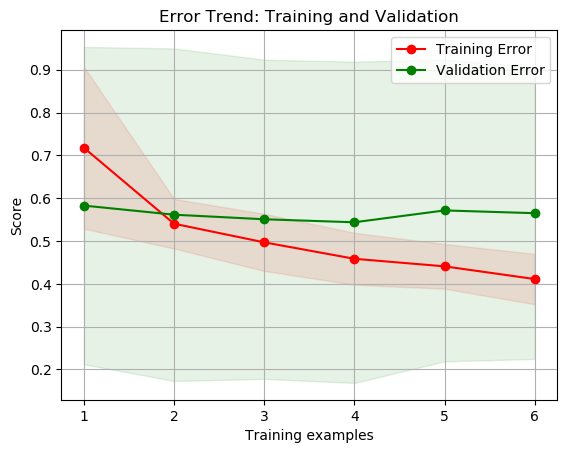 Error Trend: Training and Validation
Training Error
Validation Error
0.9
0.8
0.7
0.6
0.5
0.4
0.3
0.2
Score
1 2 3 4 5 6
Training examples